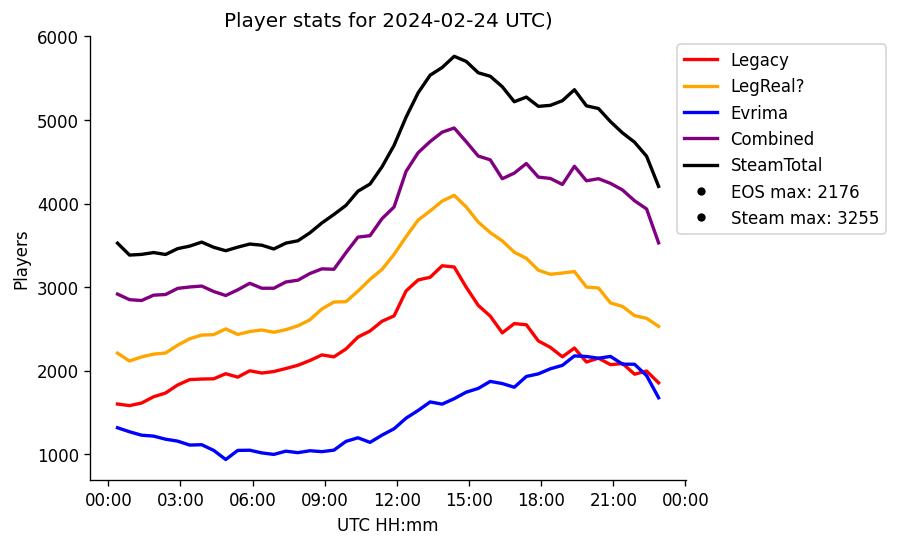 Player stats for 2024-02-24 UTC)
Legacy
LegReal?
Evrima
Combined
SteamTotal
EOS max: 2176
Steam max: 3255
Players
6000
5000
4000
3000
2000
1000
00:00 03:00 06:00 09:00 12:00 15:00 18:00 21:00 00:00
UTC HH:mm